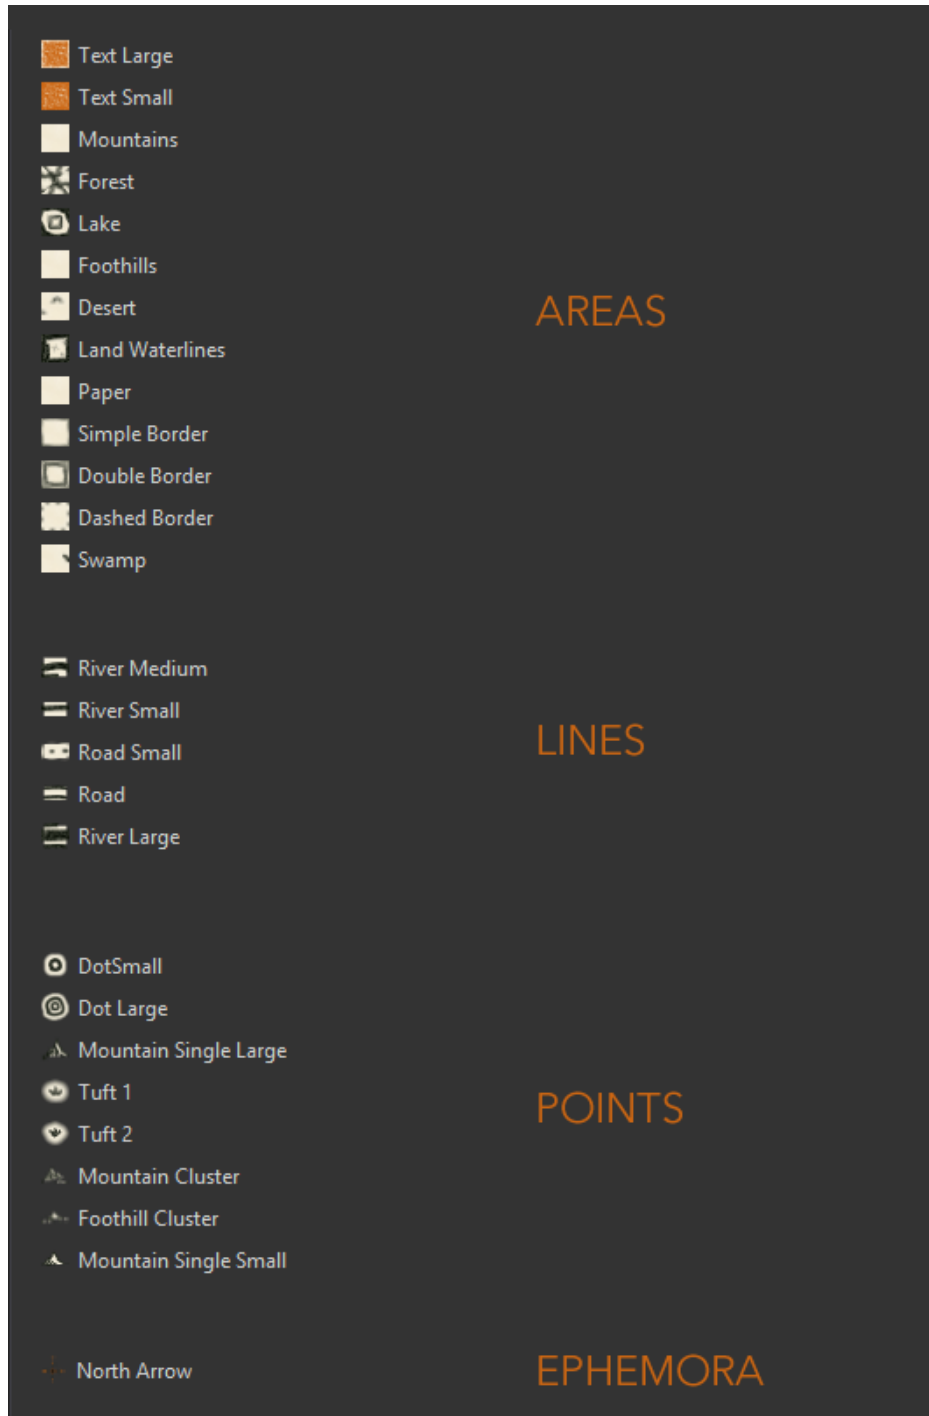 Text Large
Text Small
Mountains
Forest
Lake
Foothills
Desert
AREAS
Land Waterlines
Paper
Simple Border
Double Border
Dashed Border
Swamp
River Medium
River Small
LINES
Road Small
Road
River Large
DotSmall
Dot Large
Mountain Single Large
Tuft 1
POINTS
Tuft 2
Mountain Cluster
Foothill Cluster
Mountain Single Small
North Arrow
EPHEMORA